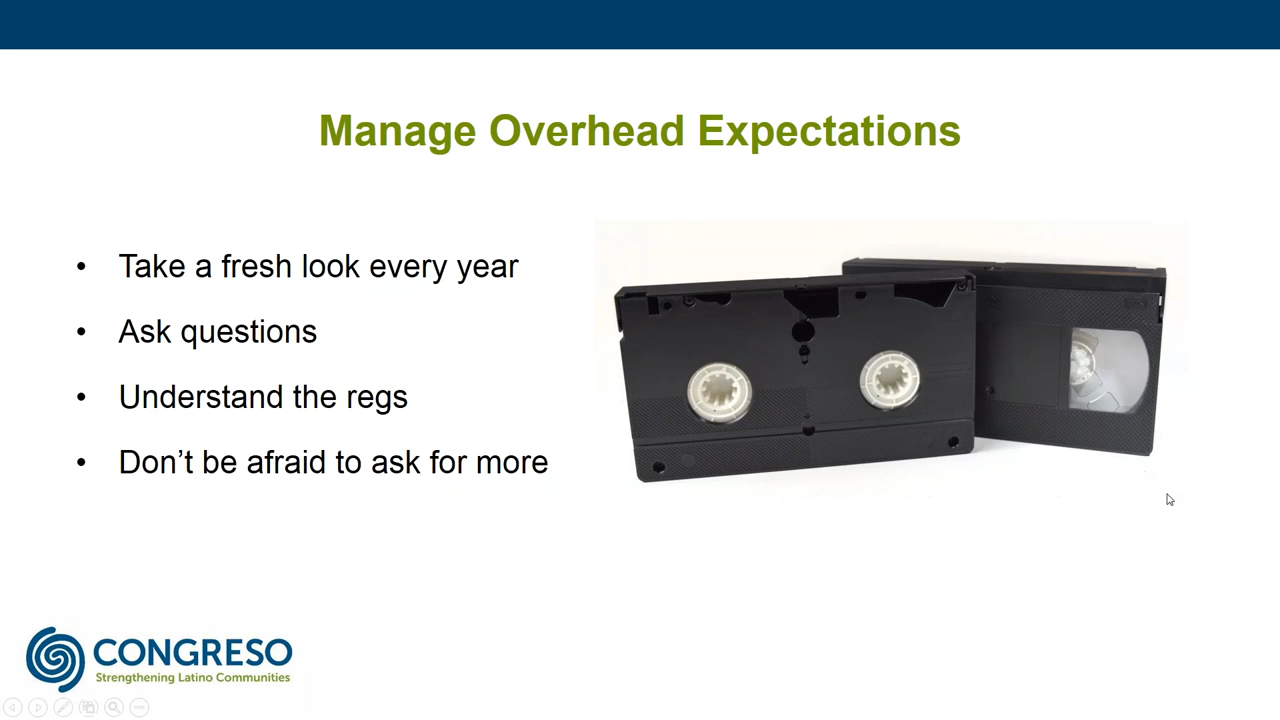 Manage Overhead Expectations
• Take a fresh look every year
• Ask questions
• Understand the regs
• Don’t be afraid to ask for more
CONGRESO
Strengthening Latino Communities